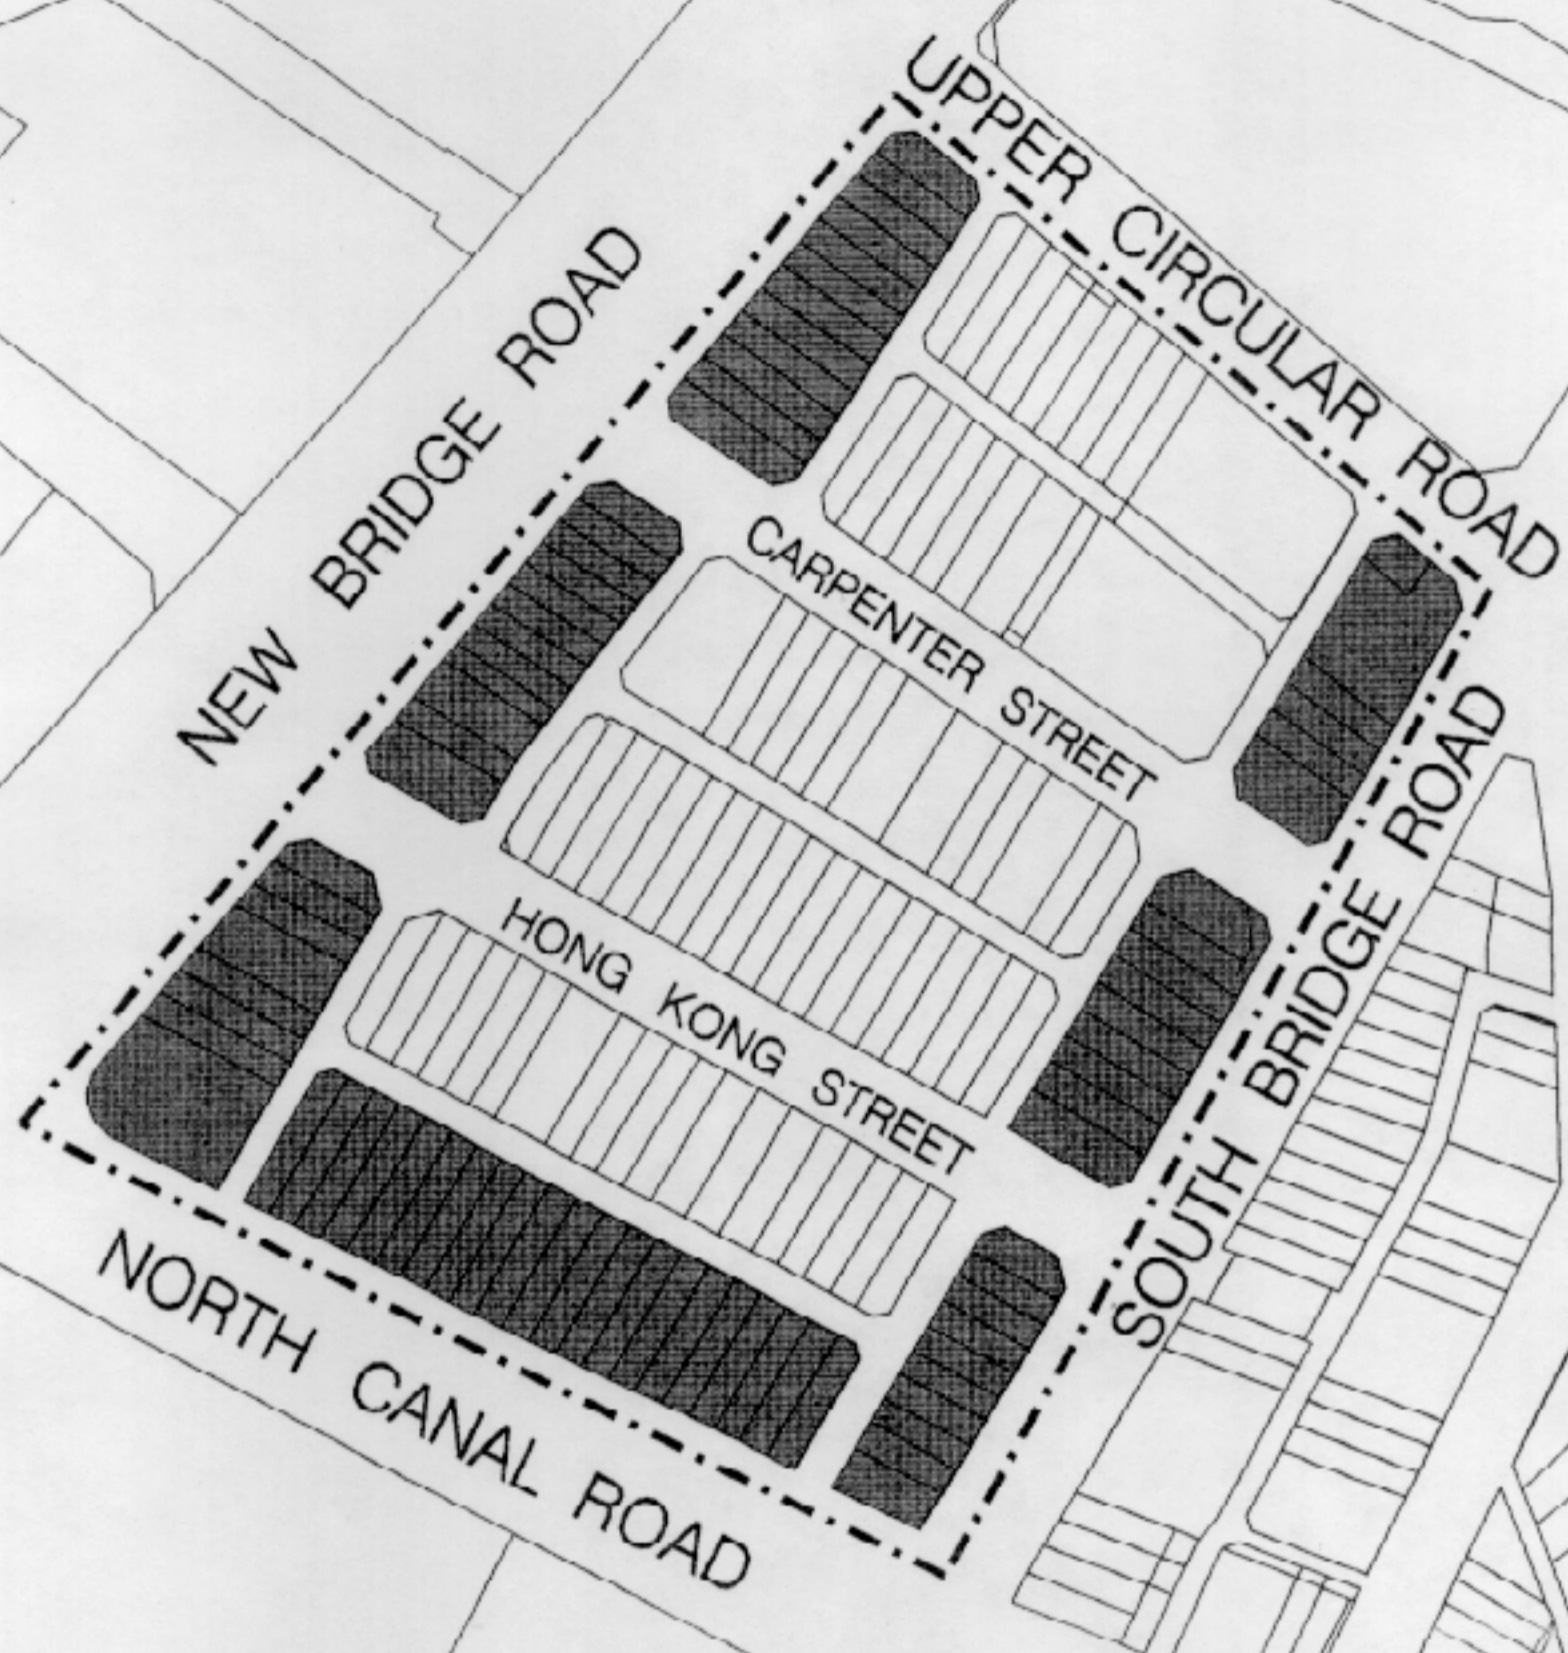 UPPER CIRCULAR ROAD
NEW BRIDGE ROAD
CARPENTER STREET
HONG KONG STREET
SOUTH BRIDGE ROAD
NORTH CANAL ROAD